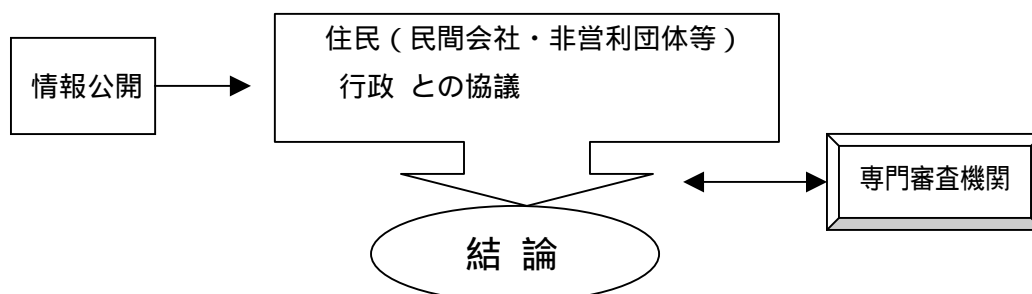 住民（民間会社・非営利団体等）
情報公開
行政 との協議
専門審査機関
結 論